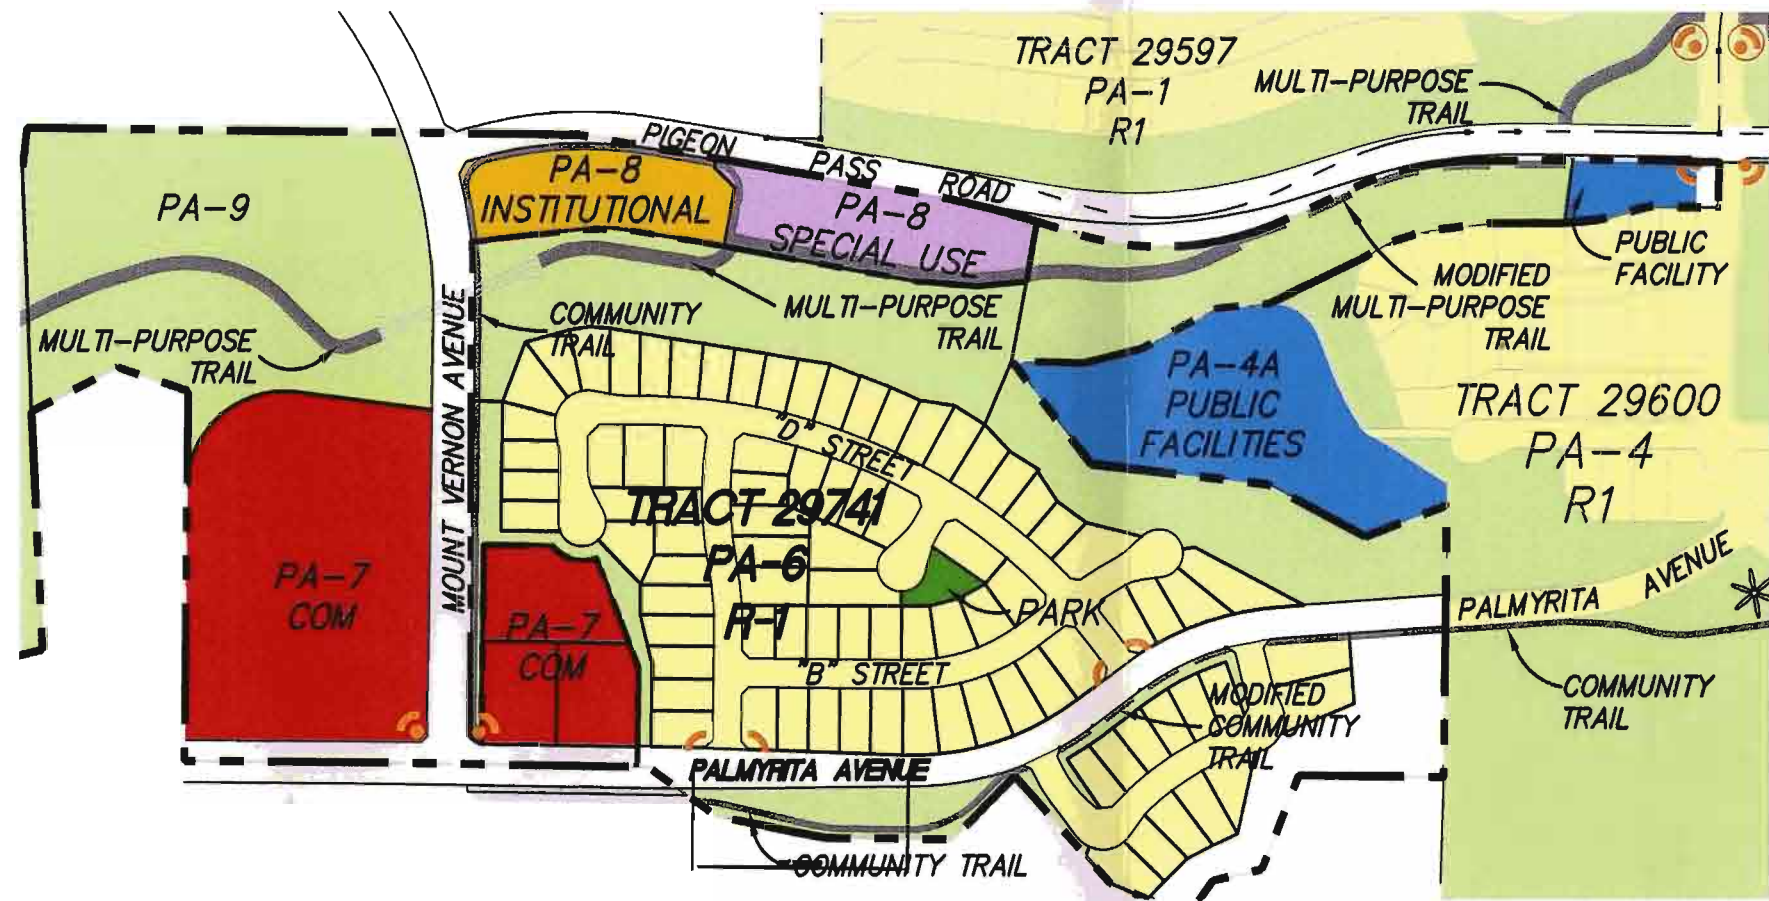 TRACT 29597
PA-1
R1
MULTI-PURPOSE
TRAIL
PIGEON PASS ROAD
PA-9
PA-8
INSTITUTIONAL
PA-8
SPECIAL USE
PUBLIC
FACILITY
MODIFIED
MULTI-PURPOSE
TRAIL
MULTI-PURPOSE
TRAIL
COMMUNITY
TRAIL
MULTI-PURPOSE
TRAIL
MOUNT VERNON AVENUE
PA-4A
PUBLIC
FACILITIES
TRACT 29600
PA-4
R1
"D" STREET
TRACT 29741
PA-6
R-1
PA-7
COM
PA-7
COM
PARK
"B" STREET
PALMYRITA AVENUE
MODIFIED
COMMUNITY
TRAIL
COMMUNITY
TRAIL
PALMYRITA AVENUE
COMMUNITY TRAIL